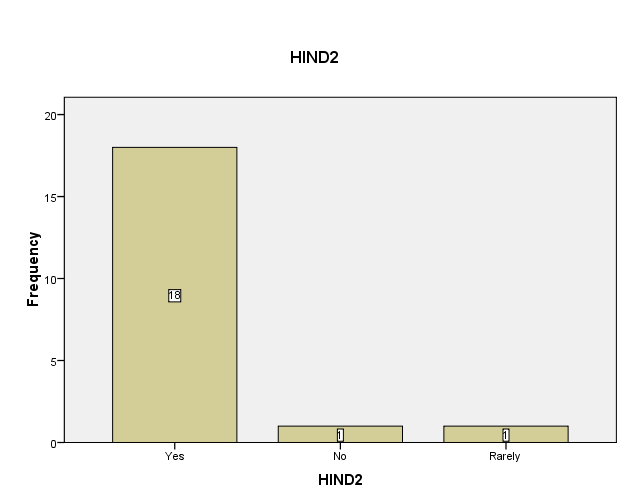 HIND2
20
15
10
5
0
Frequency
18
1
1
Yes
No
Rarely
HIND2